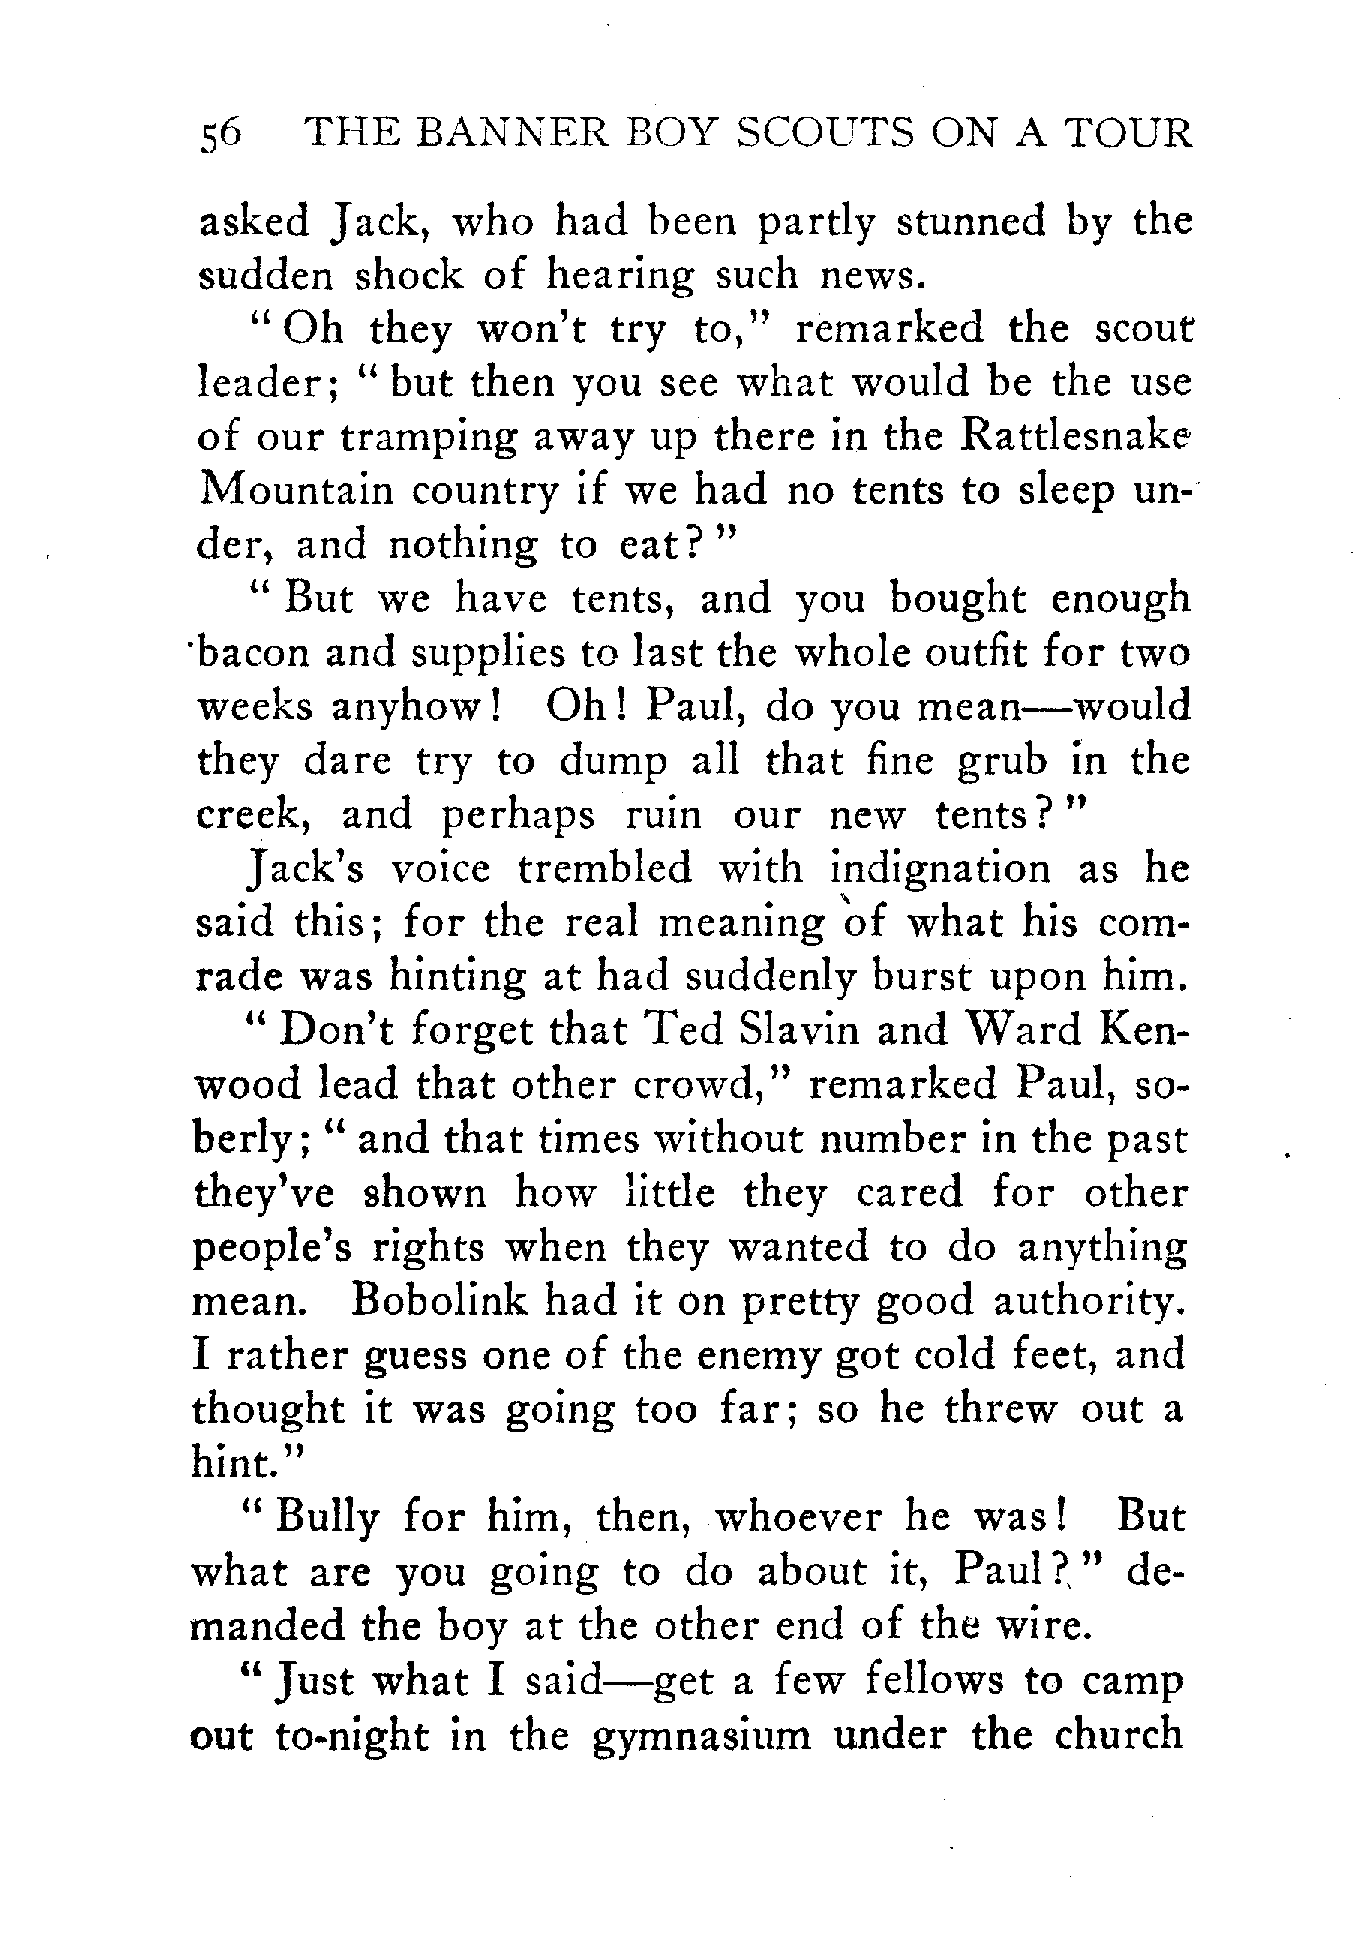 56 THE BANNER BOY SCOUTS ON A TOUR
asked Jack, who had been partly stunned by the
sudden shock of hearing such news.
" Oh they won't try to," remarked the scout
leader; " but then you see what would be the use
of our tramping away up there in the Rattlesnake
Mountain country if we had no tents to sleep un-
der, and nothing to eat? "
" But we have tents, and you bought enough
bacon and supplies to last the whole outfit for two
weeks anyhow! Oh! Paul, do you mean—would
they dare try to dump all that fine grub in the
creek, and perhaps ruin our new tents? "
Jack's voice trembled with indignation as he
said this; for the real meaning of what his com-
rade was hinting at had suddenly burst upon him.
" Don't forget that Ted Slavin and Ward Ken-
wood lead that other crowd," remarked Paul, so-
berly; " and that times without number in the past
they've shown how little they cared for other
people's rights when they wanted to do anything
mean. Bobolink had it on pretty good authority.
I rather guess one of the enemy got cold feet, and
thought it was going too far; so he threw out a
hint."
" Bully for him, then, whoever he was! But
what are you going to do about it, Paul? " de-
manded the boy at the other end of the wire.
" Just what I said—get a few fellows to camp
out to-night in the gymnasium under the church